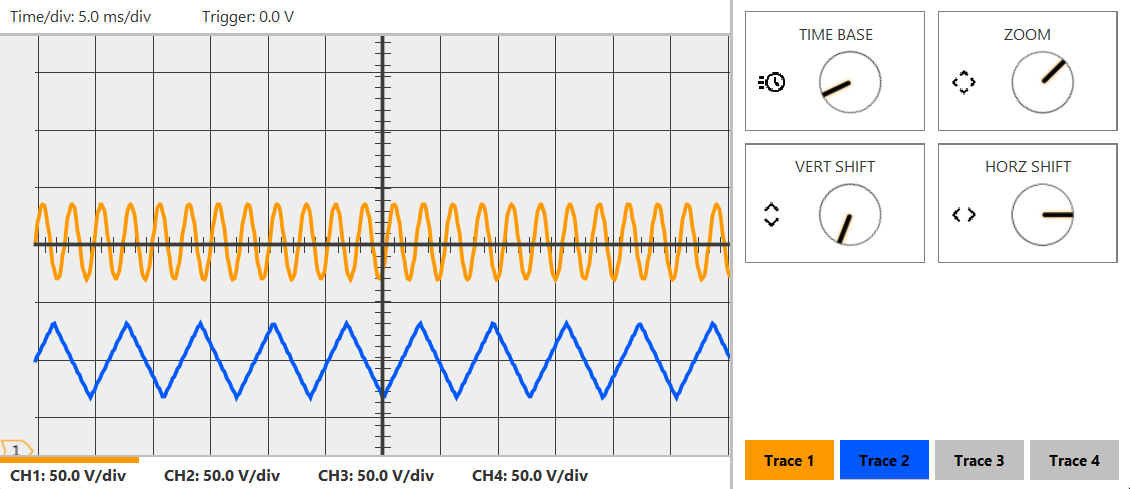 Time/div: 5.0 ms/div Trigger: 0.0 V
TIME BASE
ZOOM
VERT SHIFT
HORZ SHIFT
1
CH1: 50.0 V/div CH2: 50.0 V/div CH3: 50.0 V/div CH4: 50.0 V/div
Trace 1 Trace 2 Trace 3 Trace 4